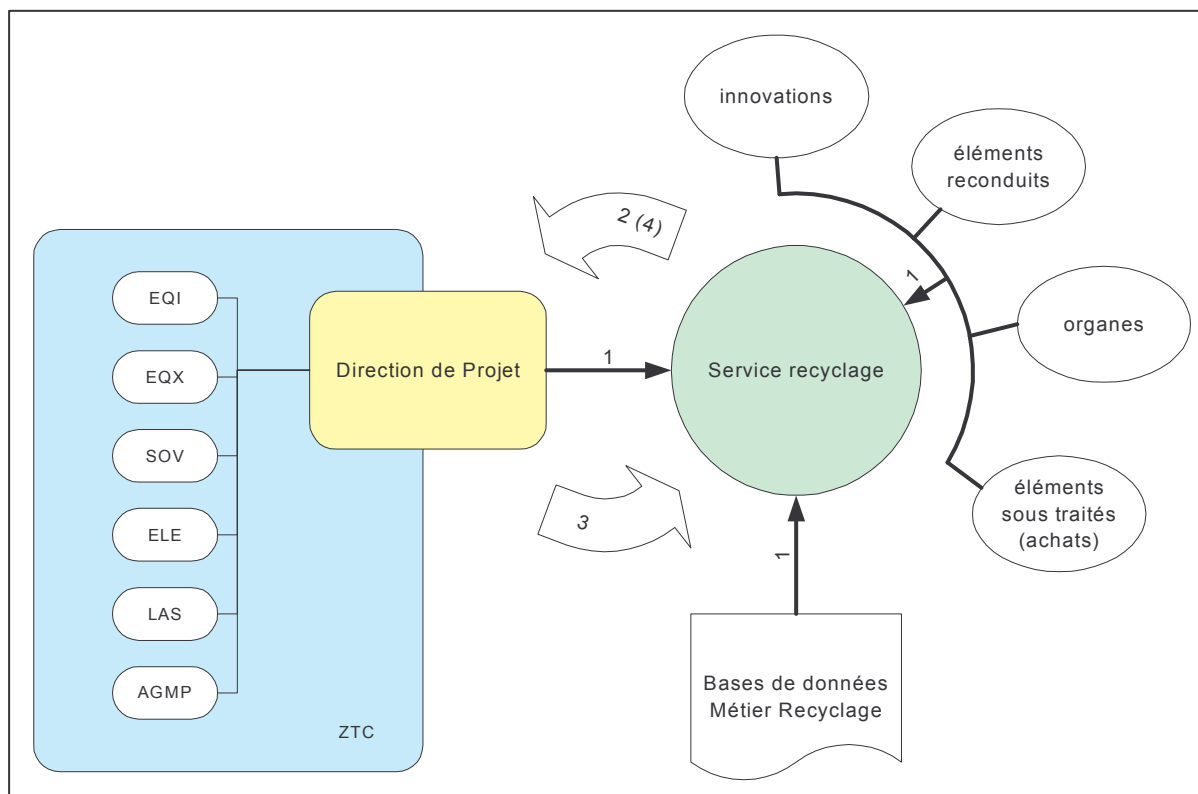 innovations
éléments
reconduits
2 (4)
1
EQI
EQX
SOV
ELE
LAS
AGMP
ZTC
Direction de Projet
1
Service recyclage
organes
éléments
sous traités
(achats)
3
1
Bases de données
Métier Recyclage